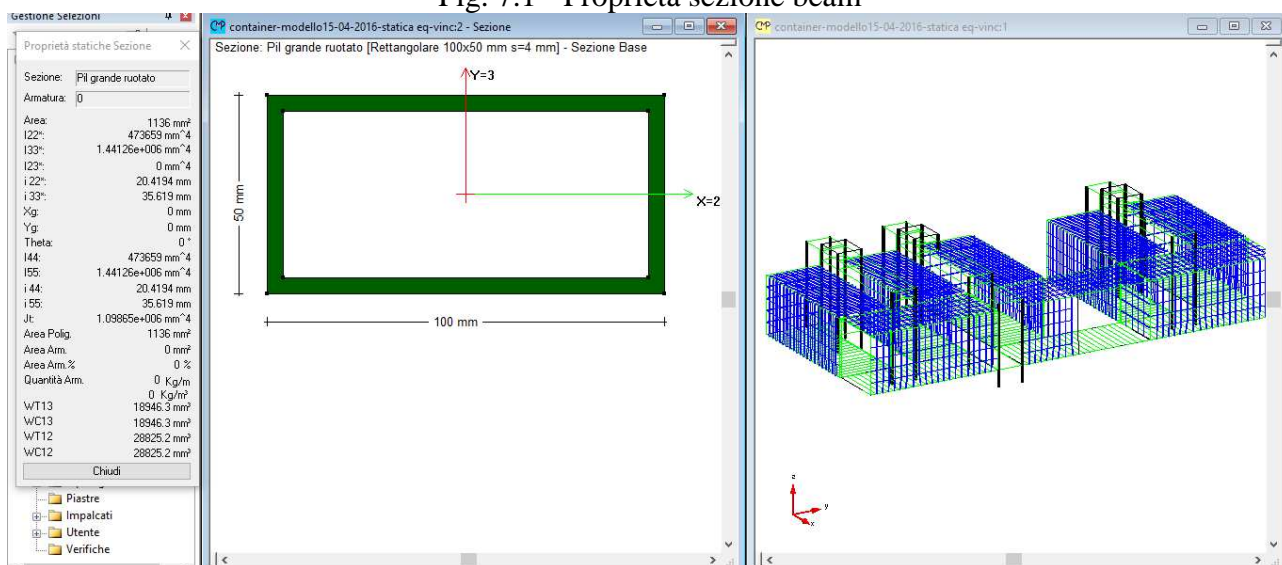 Fig. 7.1 - Proprietà sezione beam
Gestione Selezioni
Proprietà statiche Sezione
Sezione: Pil grande ruotato
Armatura: 0
Area: 1136 mm²
I22*: 473659 mm^4
I33*: 1.44126e+006 mm^4
I23*: 0 mm^4
i 22*: 20.4194 mm
i 33*: 35.619 mm
Xg: 0 mm
Yg: 0 mm
Theta: 0 °
I44: 473659 mm^4
I55: 1.44126e+006 mm^4
i 44: 20.4194 mm
i 55: 35.619 mm
Jt: 1.09865e+006 mm^4
Area Polig. 1136 mm²
Area Arm. 0 mm²
Area Arm.% 0 %
Quantità Arm. 0 Kg/m
0 Kg/m²
WT13 18946.3 mm³
WC13 18946.3 mm³
WT12 28825.2 mm³
WC12 28825.2 mm³
Chiudi
Piastre
Impalcati
Utente
Verifiche
CMP container-modello15-04-2016-statica eq-vinc:2 - Sezione
Sezione: Pil grande ruotato [Rettangolare 100x50 mm s=4 mm] - Sezione Base
Y=3
X=2
50 mm
100 mm
CMP container-modello15-04-2016-statica eq-vinc:1
z
y
x